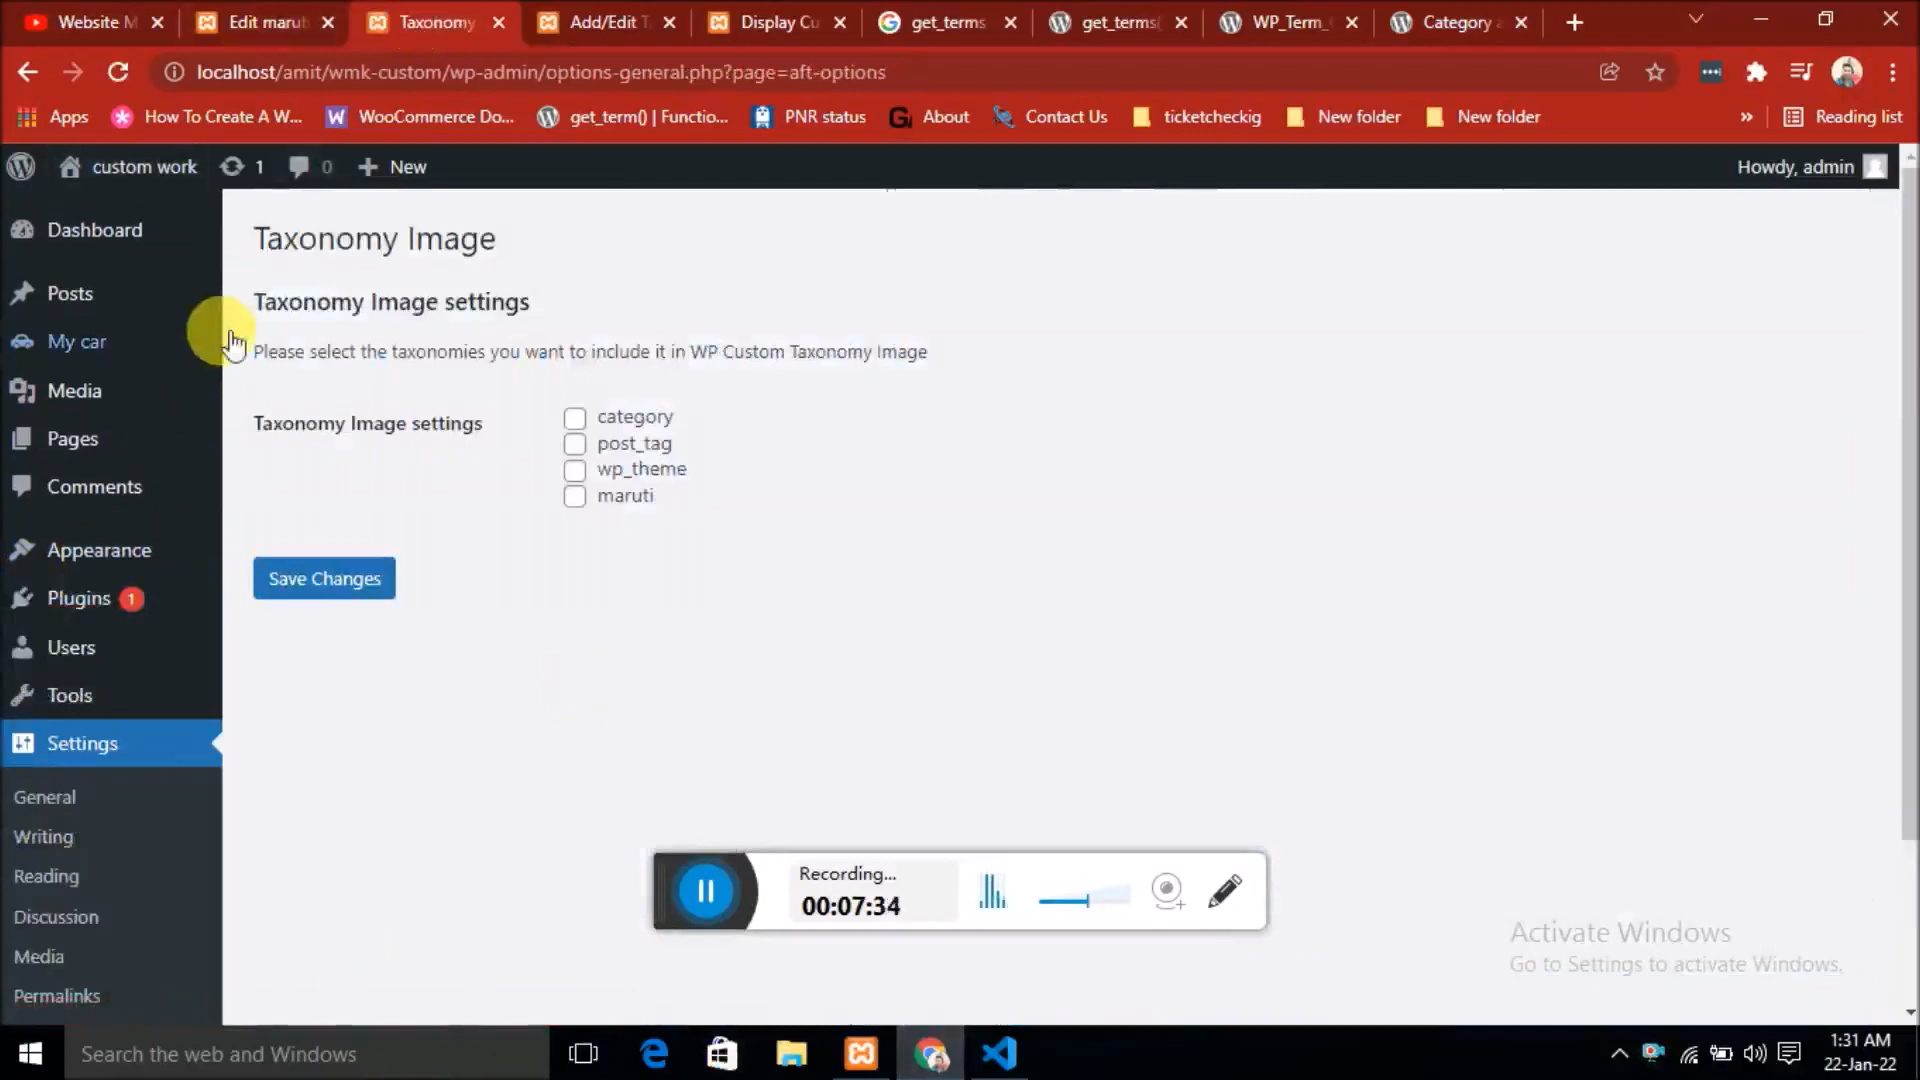 Website M
Edit maru
Taxonomy
Add/Edit T
Display Cu
get_terms
get_terms(
WP_Term_
Category a
localhost/amit/wmk-custom/wp-admin/options-general.php?page=aft-options
Apps
How To Create A W...
WooCommerce Do...
get_term() | Functio...
PNR status
About
Contact Us
ticketcheckig
New folder
New folder
Reading list
custom work
1
0
New
Howdy, admin
Dashboard
Posts
My car
Media
Pages
Comments
Appearance
Plugins 1
Users
Tools
Settings
General
Writing
Reading
Discussion
Media
Permalinks
Taxonomy Image
Taxonomy Image settings
Please select the taxonomies you want to include it in WP Custom Taxonomy Image
Taxonomy Image settings
category
post_tag
wp_theme
maruti
Save Changes
Recording...
00:07:34
Activate Windows
Go to Settings to activate Windows.
Search the web and Windows
1:31 AM
22-Jan-22